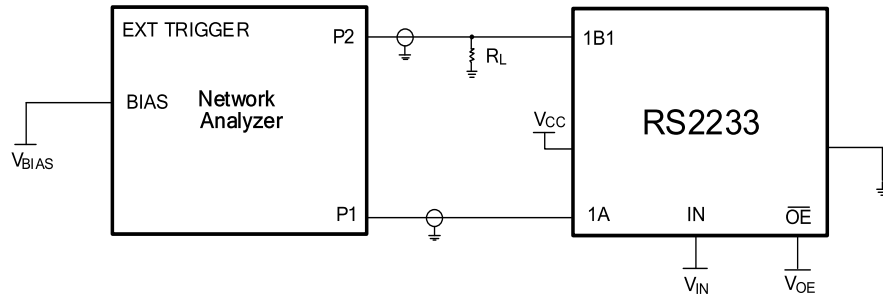 EXT TRIGGER
P2
1B1
RL
BIAS
Network
Analyzer
VCC
RS2233
VBIAS
P1
1A
IN
OE
VIN
VOE